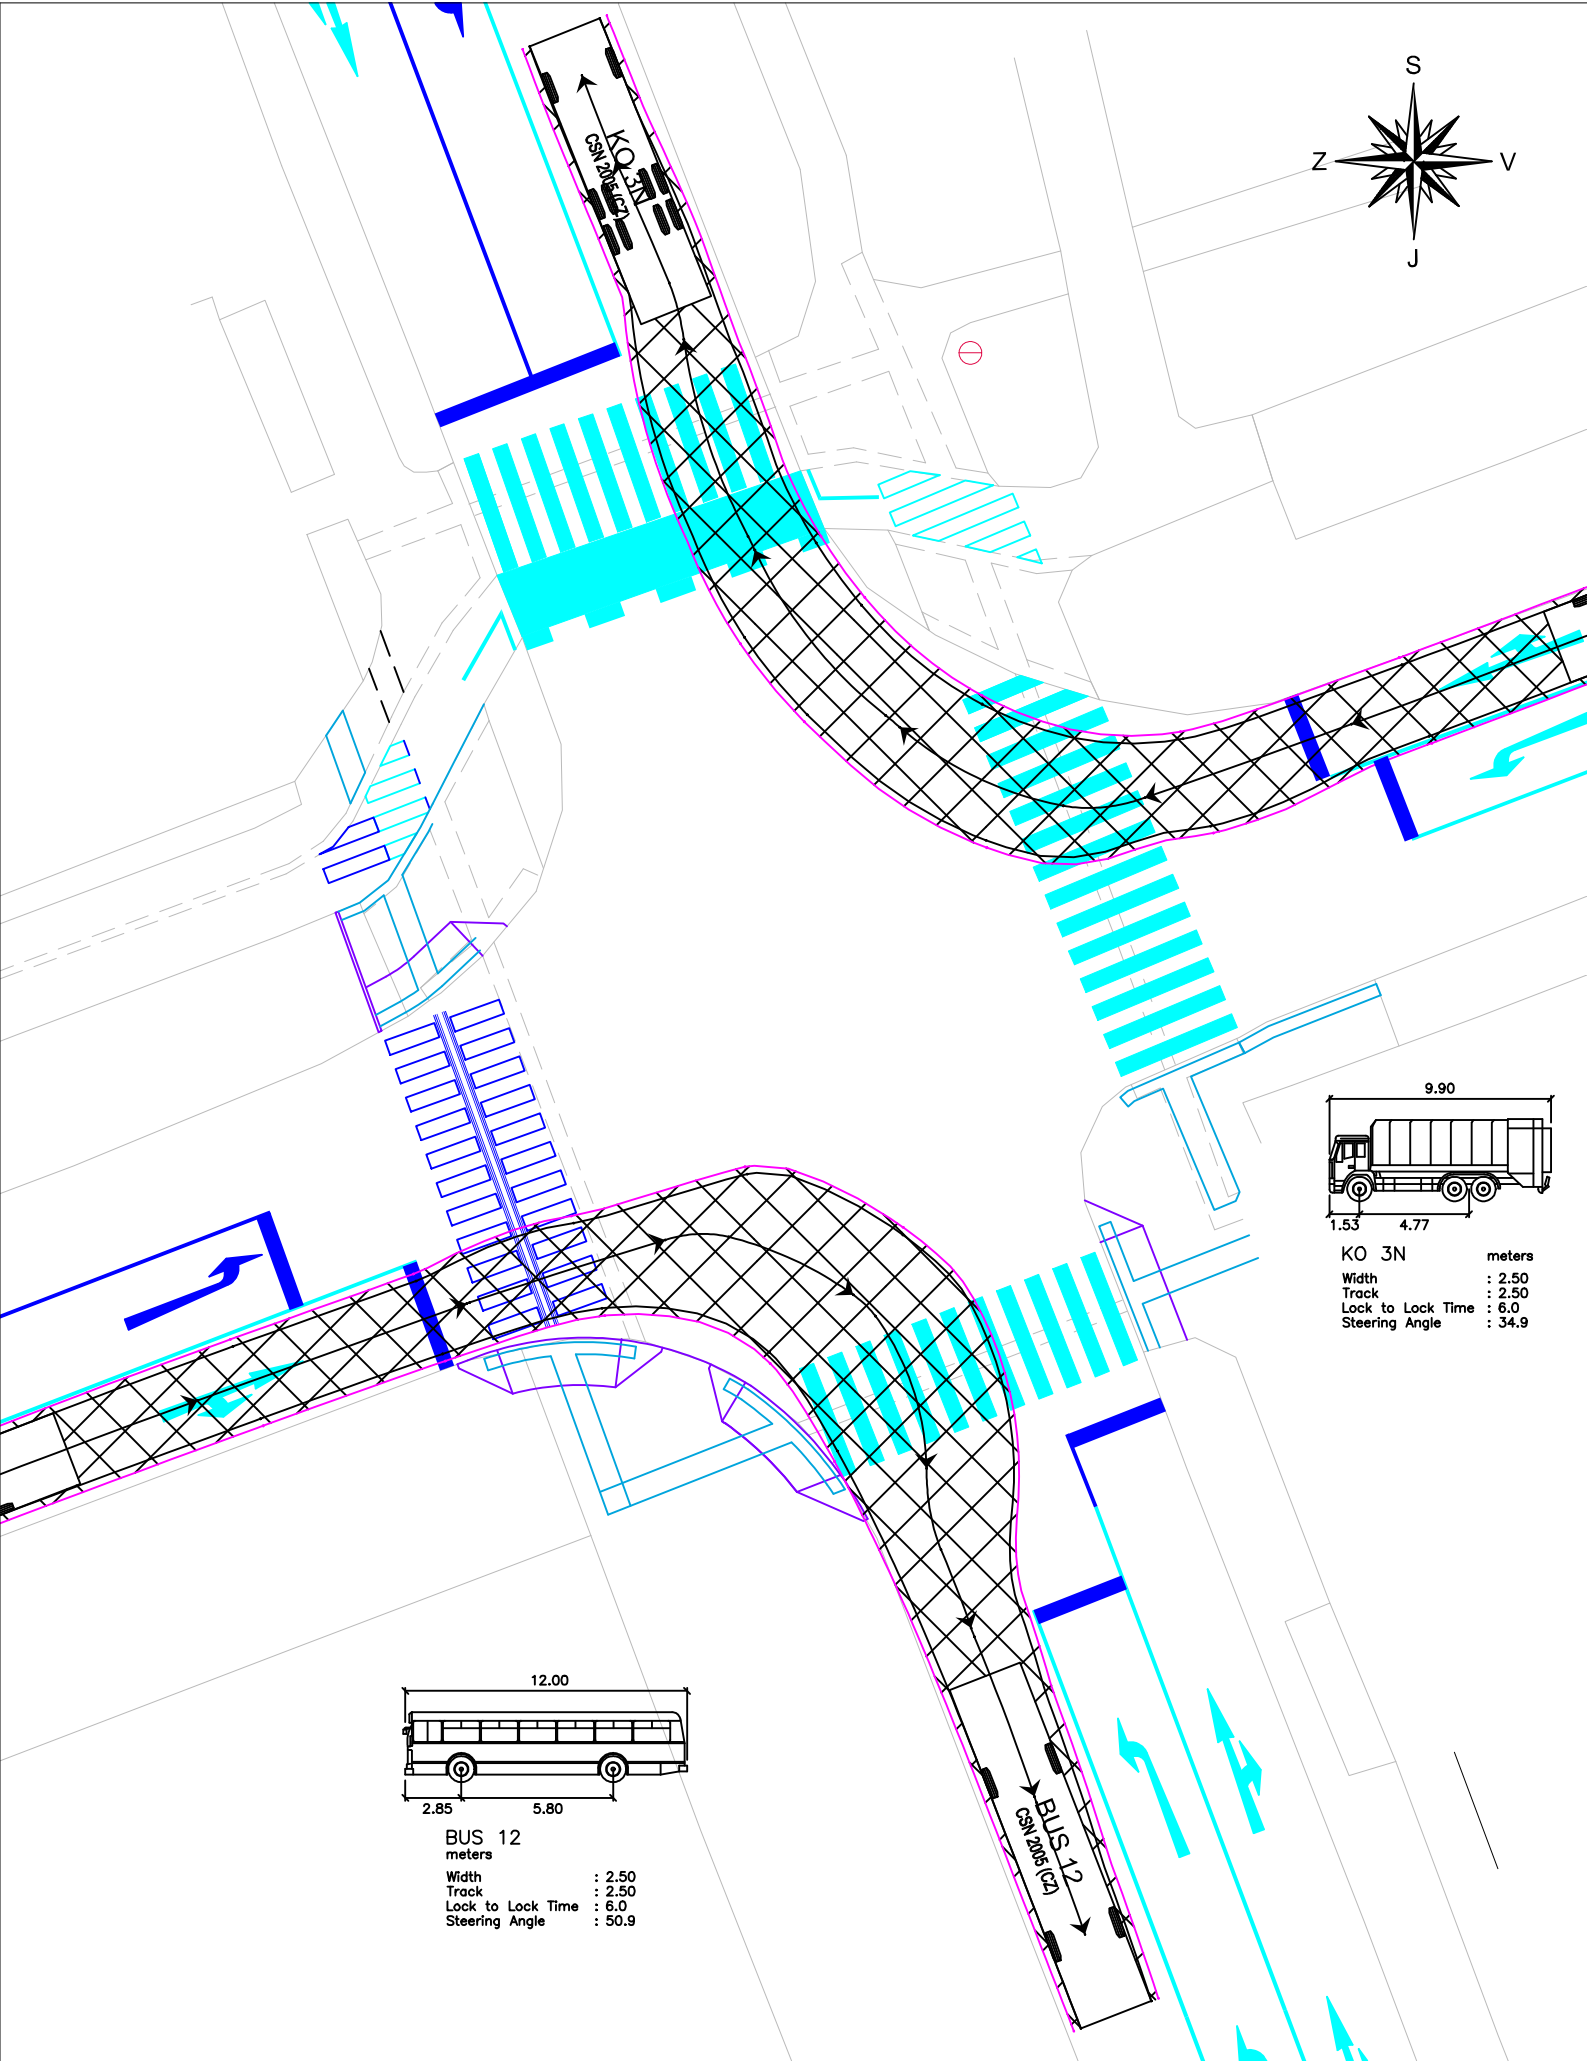 S
Z V
J
KO 3N
CSN 2005 (CZ)
9.90
1.53 4.77
KO 3N meters
Width : 2.50
Track : 2.50
Lock to Lock Time : 6.0
Steering Angle : 34.9
12.00
2.85 5.80
BUS 12
meters
Width : 2.50
Track : 2.50
Lock to Lock Time : 6.0
Steering Angle : 50.9
BUS 12
CSN 2005 (CZ)